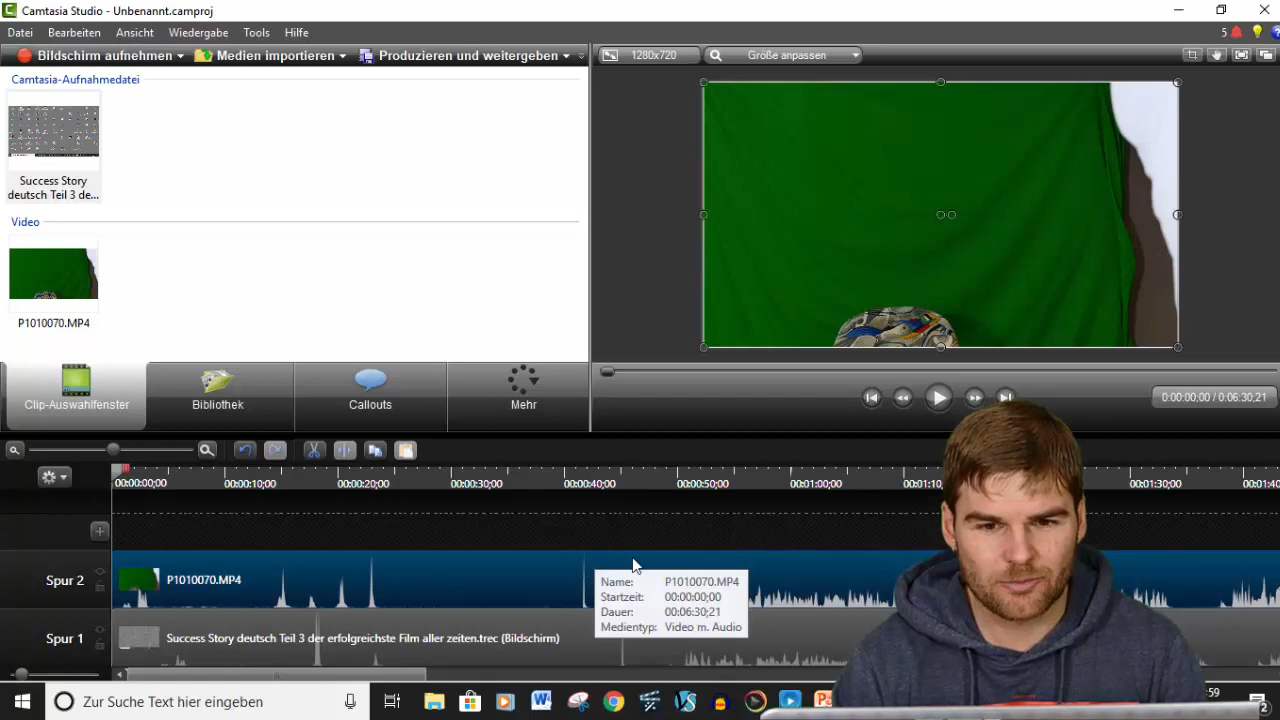 Camtasia Studio - Unbenannt.camproj
Datei Bearbeiten Ansicht Wiedergabe Tools Hilfe
5
Bildschirm aufnehmen Medien importieren Produzieren und weitergeben
1280x720 Größe anpassen
Camtasia-Aufnahmedatei
Success Story
deutsch Teil 3 de...
Video
P1010070.MP4
Clip-Auswahlfenster Bibliothek Callouts Mehr
0:00:00;00 / 0:06:30;21
00:00:00;00 00:00:10;00 00:00:20;00 00:00:30;00 00:00:40;00 00:00:50;00 00:01:00;00 00:01:30;00
Spur 2 P1010070.MP4
Name: P1010070.MP4
Startzeit: 00:00:00;00
Dauer: 00:06:30;21
Medientyp: Video m. Audio
Spur 1 Success Story deutsch Teil 3 der erfolgreichste Film aller zeiten.trec (Bildschirm)
Zur Suche Text hier eingeben
:59
2